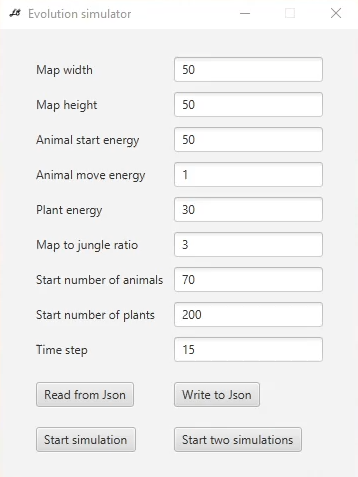 Evolution simulator
Map width 50
Map height 50
Animal start energy 50
Animal move energy 1
Plant energy 30
Map to jungle ratio 3
Start number of animals 70
Start number of plants 200
Time step 15
Read from Json Write to Json
Start simulation Start two simulations